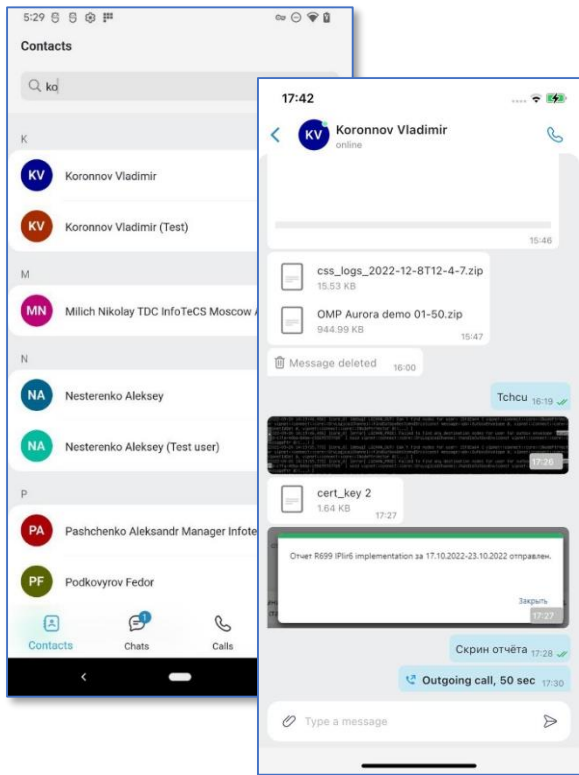 5:29
Contacts
ko
K
KV Koronnov Vladimir
KV Koronnov Vladimir (Test)
M
MN Milich Nikolay TDC InfoTeCS Moscow
N
NA Nesterenko Aleksey
NA Nesterenko Aleksey (Test user)
P
PA Pashchenko Aleksandr Manager Infote
PF Podkovyrov Fedor
1
Contacts Chats Calls
17:42
KV Koronnov Vladimir
online
15:46
css_logs_2022-12-8T12-4-7.zip
15.53 KB
OMP Aurora demo 01-50.zip
944.99 KB
15:47
Message deleted 16:00
Tchcu 16:19
17:26
cert_key 2
1.64 KB
17:27
Отчет R699 IPlir6 implementation за 17.10.2022-23.10.2022 отправлен.
Закрыть
17:27
Скрин отчёта 17:28
Outgoing call, 50 sec 17:30
Type a message